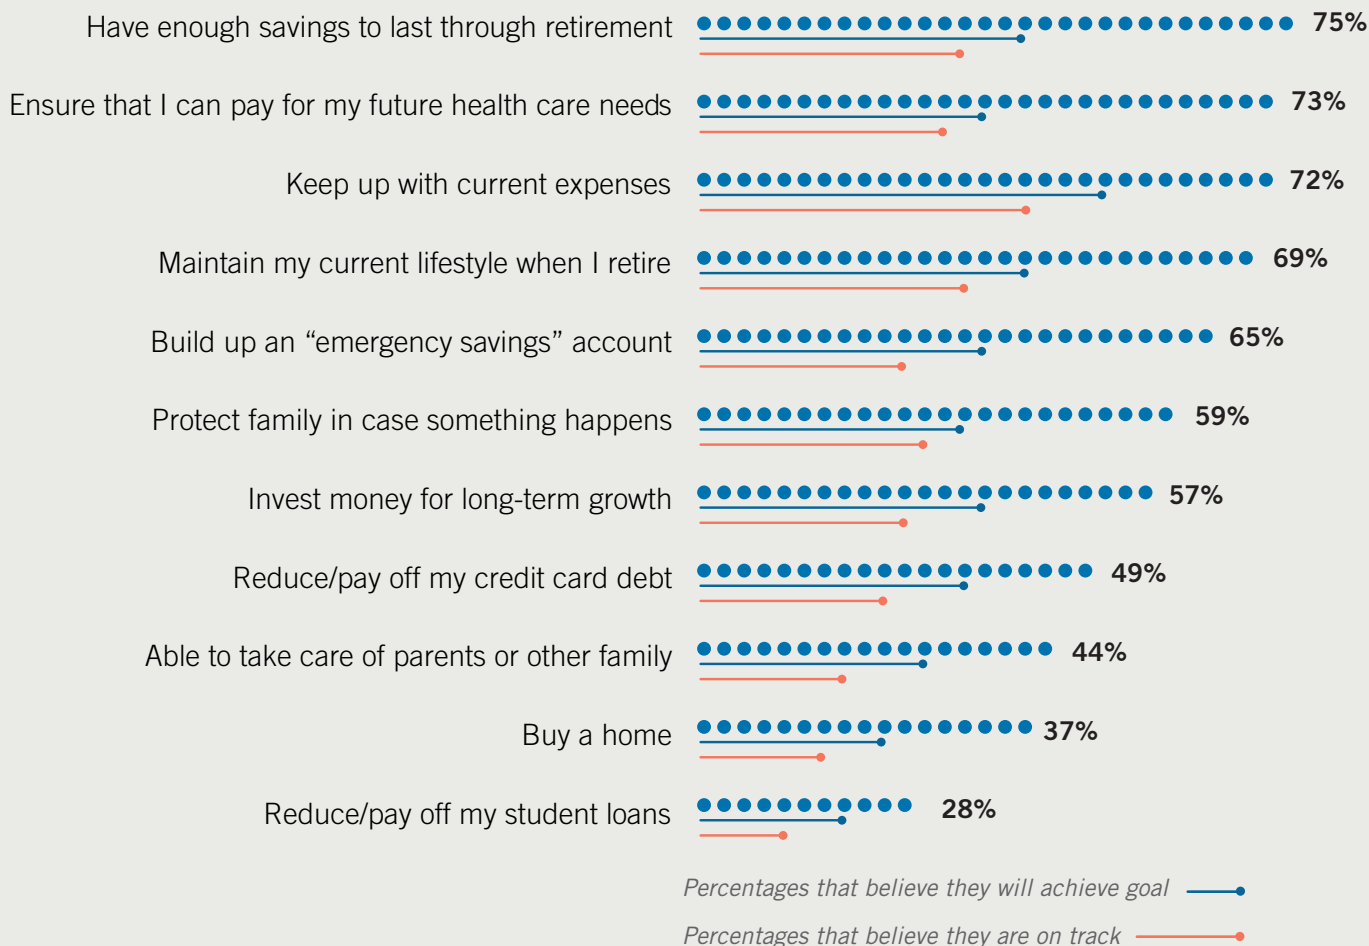 Have enough savings to last through retirement 75%
Ensure that I can pay for my future health care needs 73%
Keep up with current expenses 72%
Maintain my current lifestyle when I retire 69%
Build up an “emergency savings” account 65%
Protect family in case something happens 59%
Invest money for long-term growth 57%
Reduce/pay off my credit card debt 49%
Able to take care of parents or other family 44%
Buy a home 37%
Reduce/pay off my student loans 28%
Percentages that believe they will achieve goal
Percentages that believe they are on track